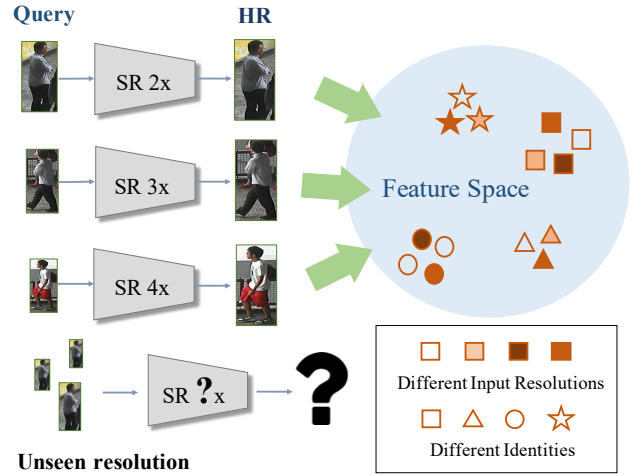 Query
HR
SR 2x
SR 3x
Feature Space
SR 4x
SR ?x
?
Different Input Resolutions
Different Identities
Unseen resolution